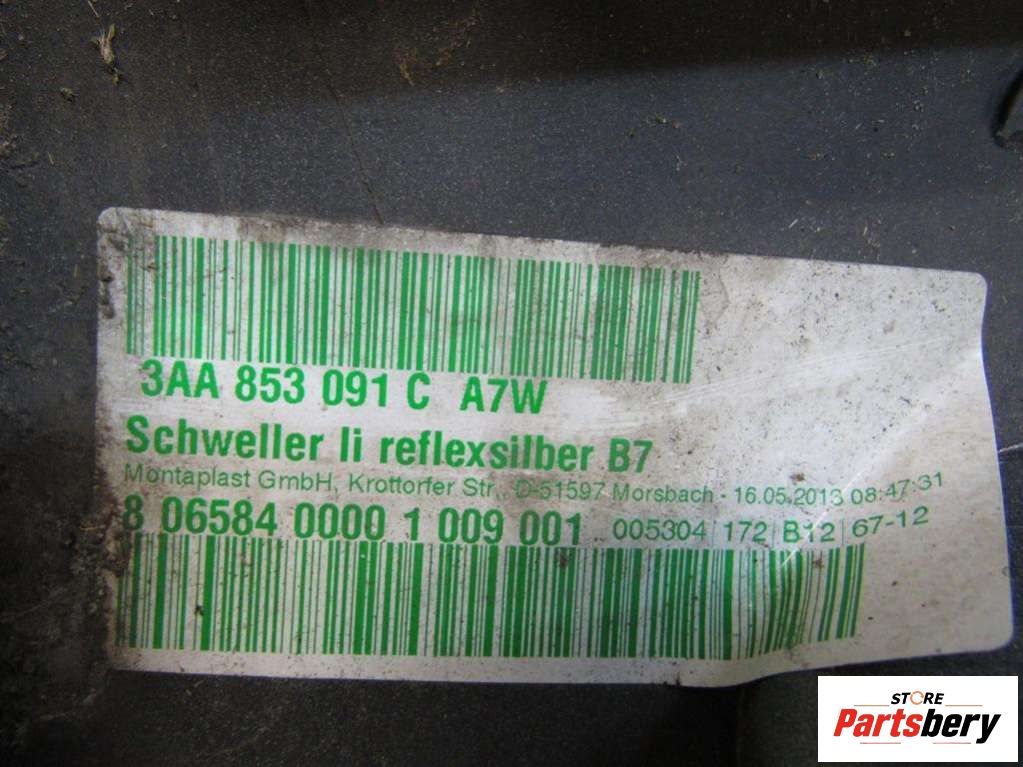 3AA 853 091 C A7W
Schweller li reflexsilber B7
Montaplast GmbH, Krottorfer Str., D-51597 Morsbach - 16.05.2013 08:47:31
8 06584 0000 1 009 001 005304 | 172 | B12 | 67-12
STORE
Partsbery